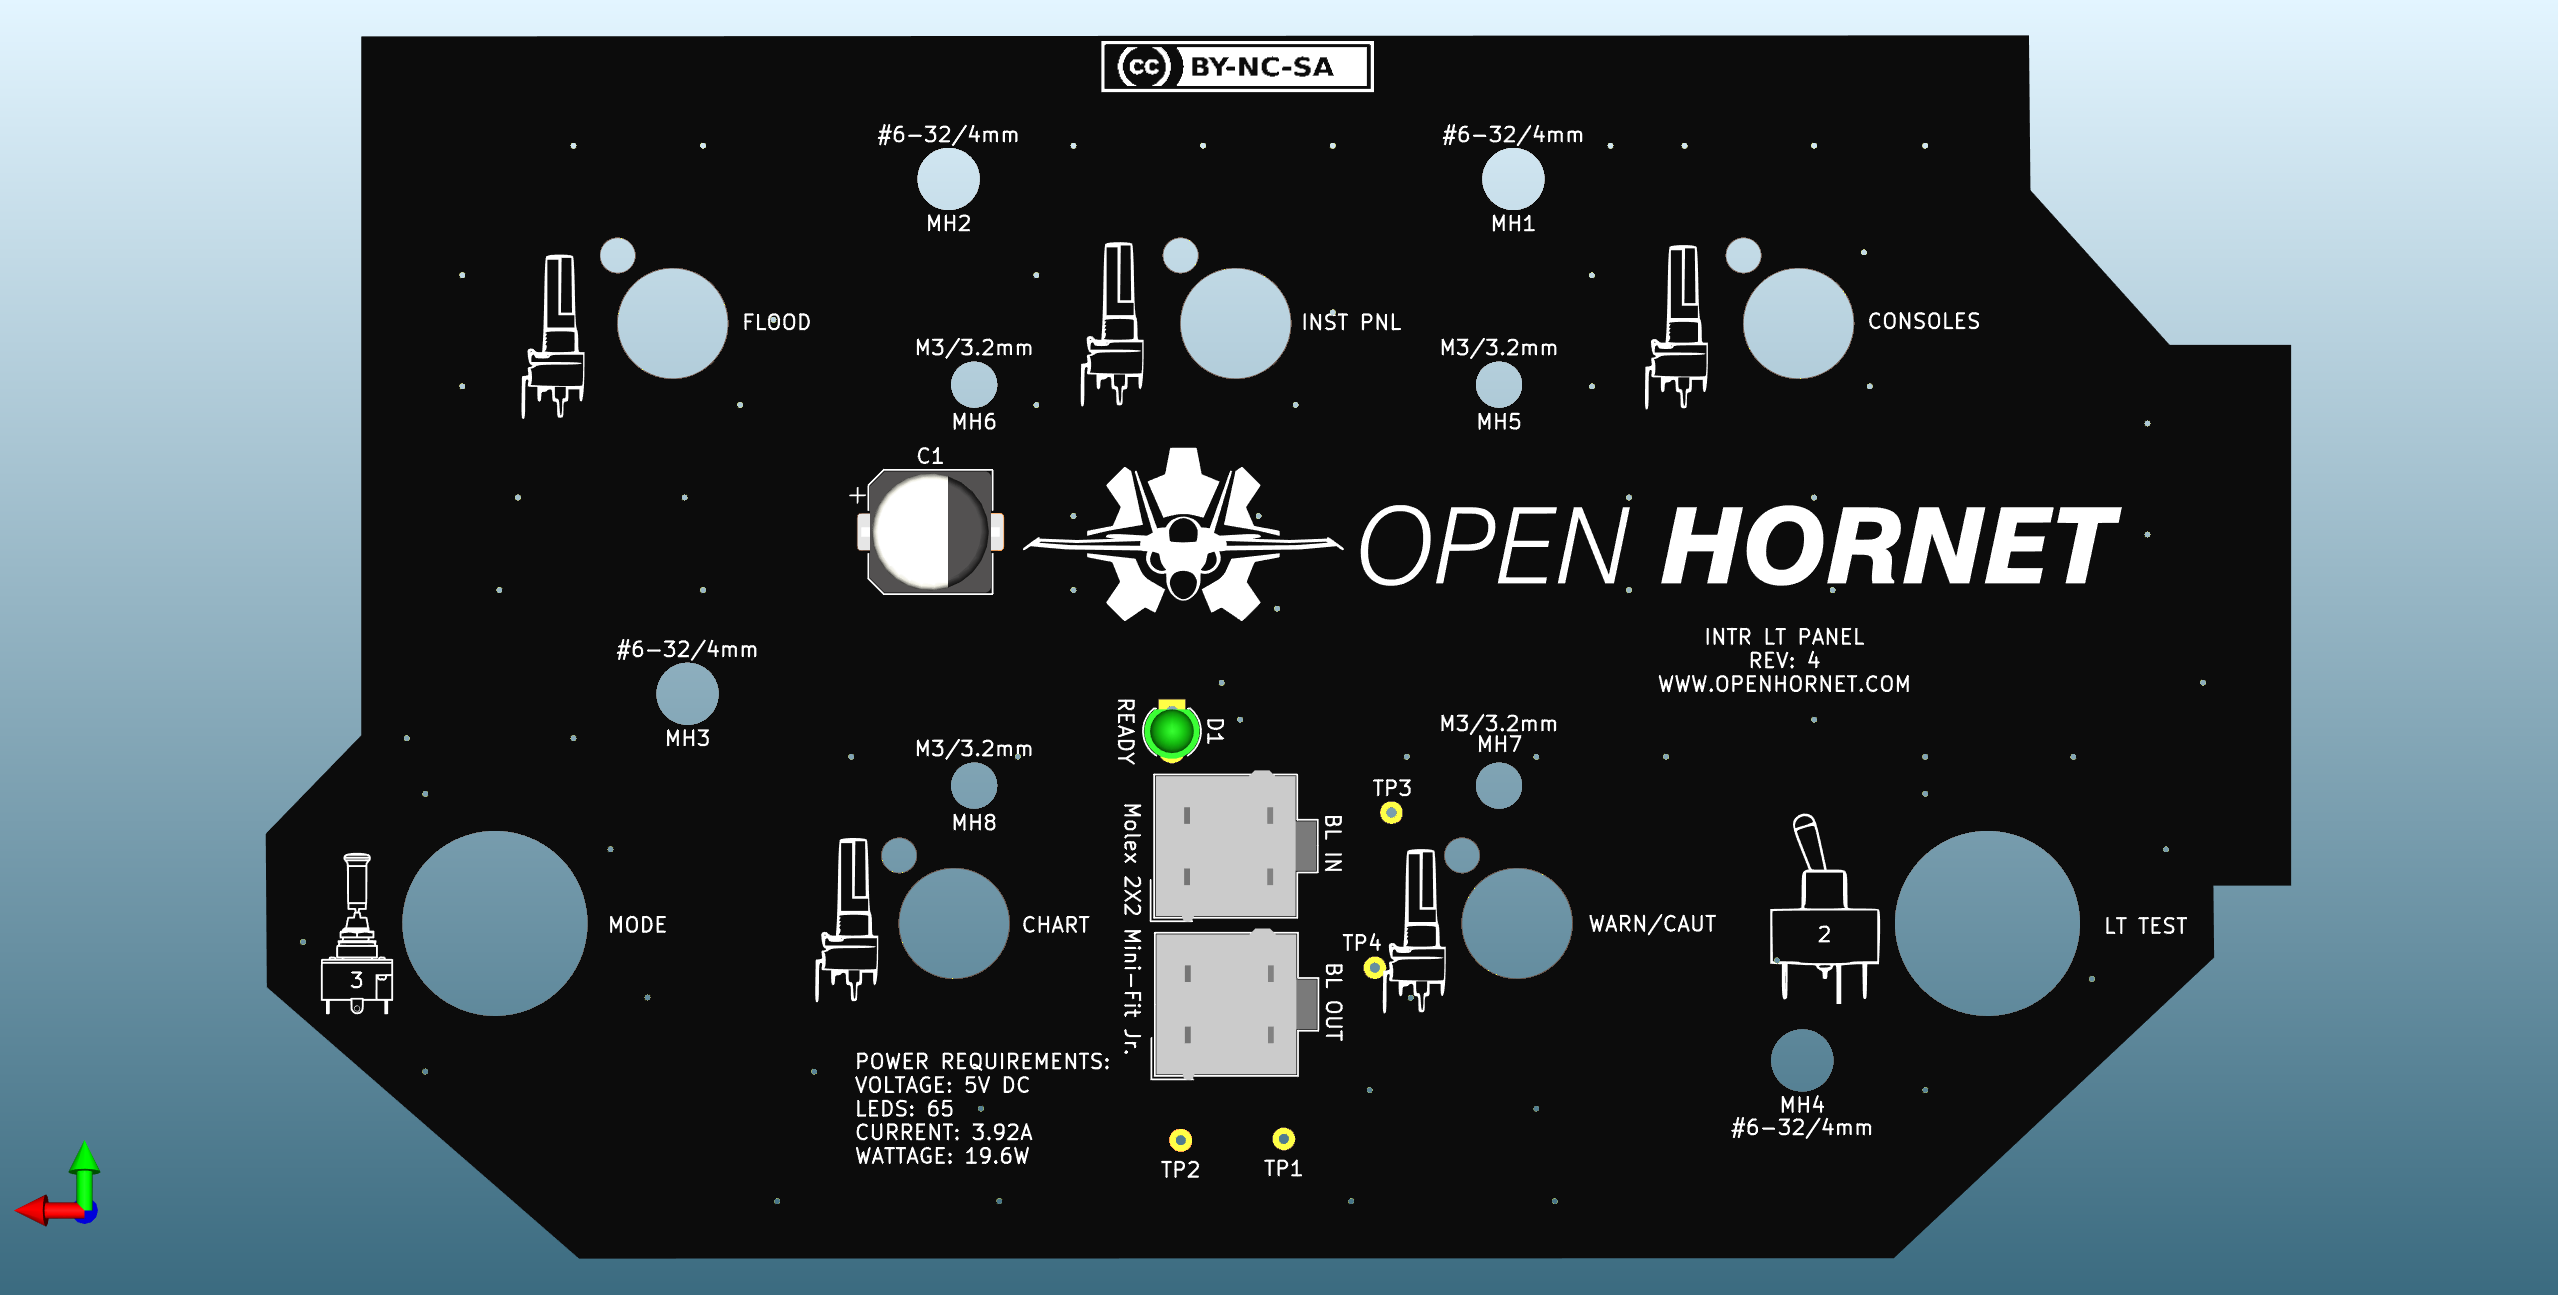 CC BY-NC-SA
#6-32/4mm
#6-32/4mm
MH2
MH1
FLOOD
INST PNL
CONSOLES
M3/3.2mm
M3/3.2mm
MH6
MH5
C1
+
OPEN HORNET
INTR LT PANEL
REV: 4
WWW.OPENHORNET.COM
#6-32/4mm
MH3
READY
D1
M3/3.2mm
MH7
M3/3.2mm
MH8
TP3
BL IN
Molex 2X2 Mini-Fit Jr.
MODE
3
CHART
TP4
BL OUT
WARN/CAUT
2
LT TEST
POWER REQUIREMENTS:
VOLTAGE: 5V DC
LEDS: 65
CURRENT: 3.92A
WATTAGE: 19.6W
MH4
#6-32/4mm
TP2
TP1